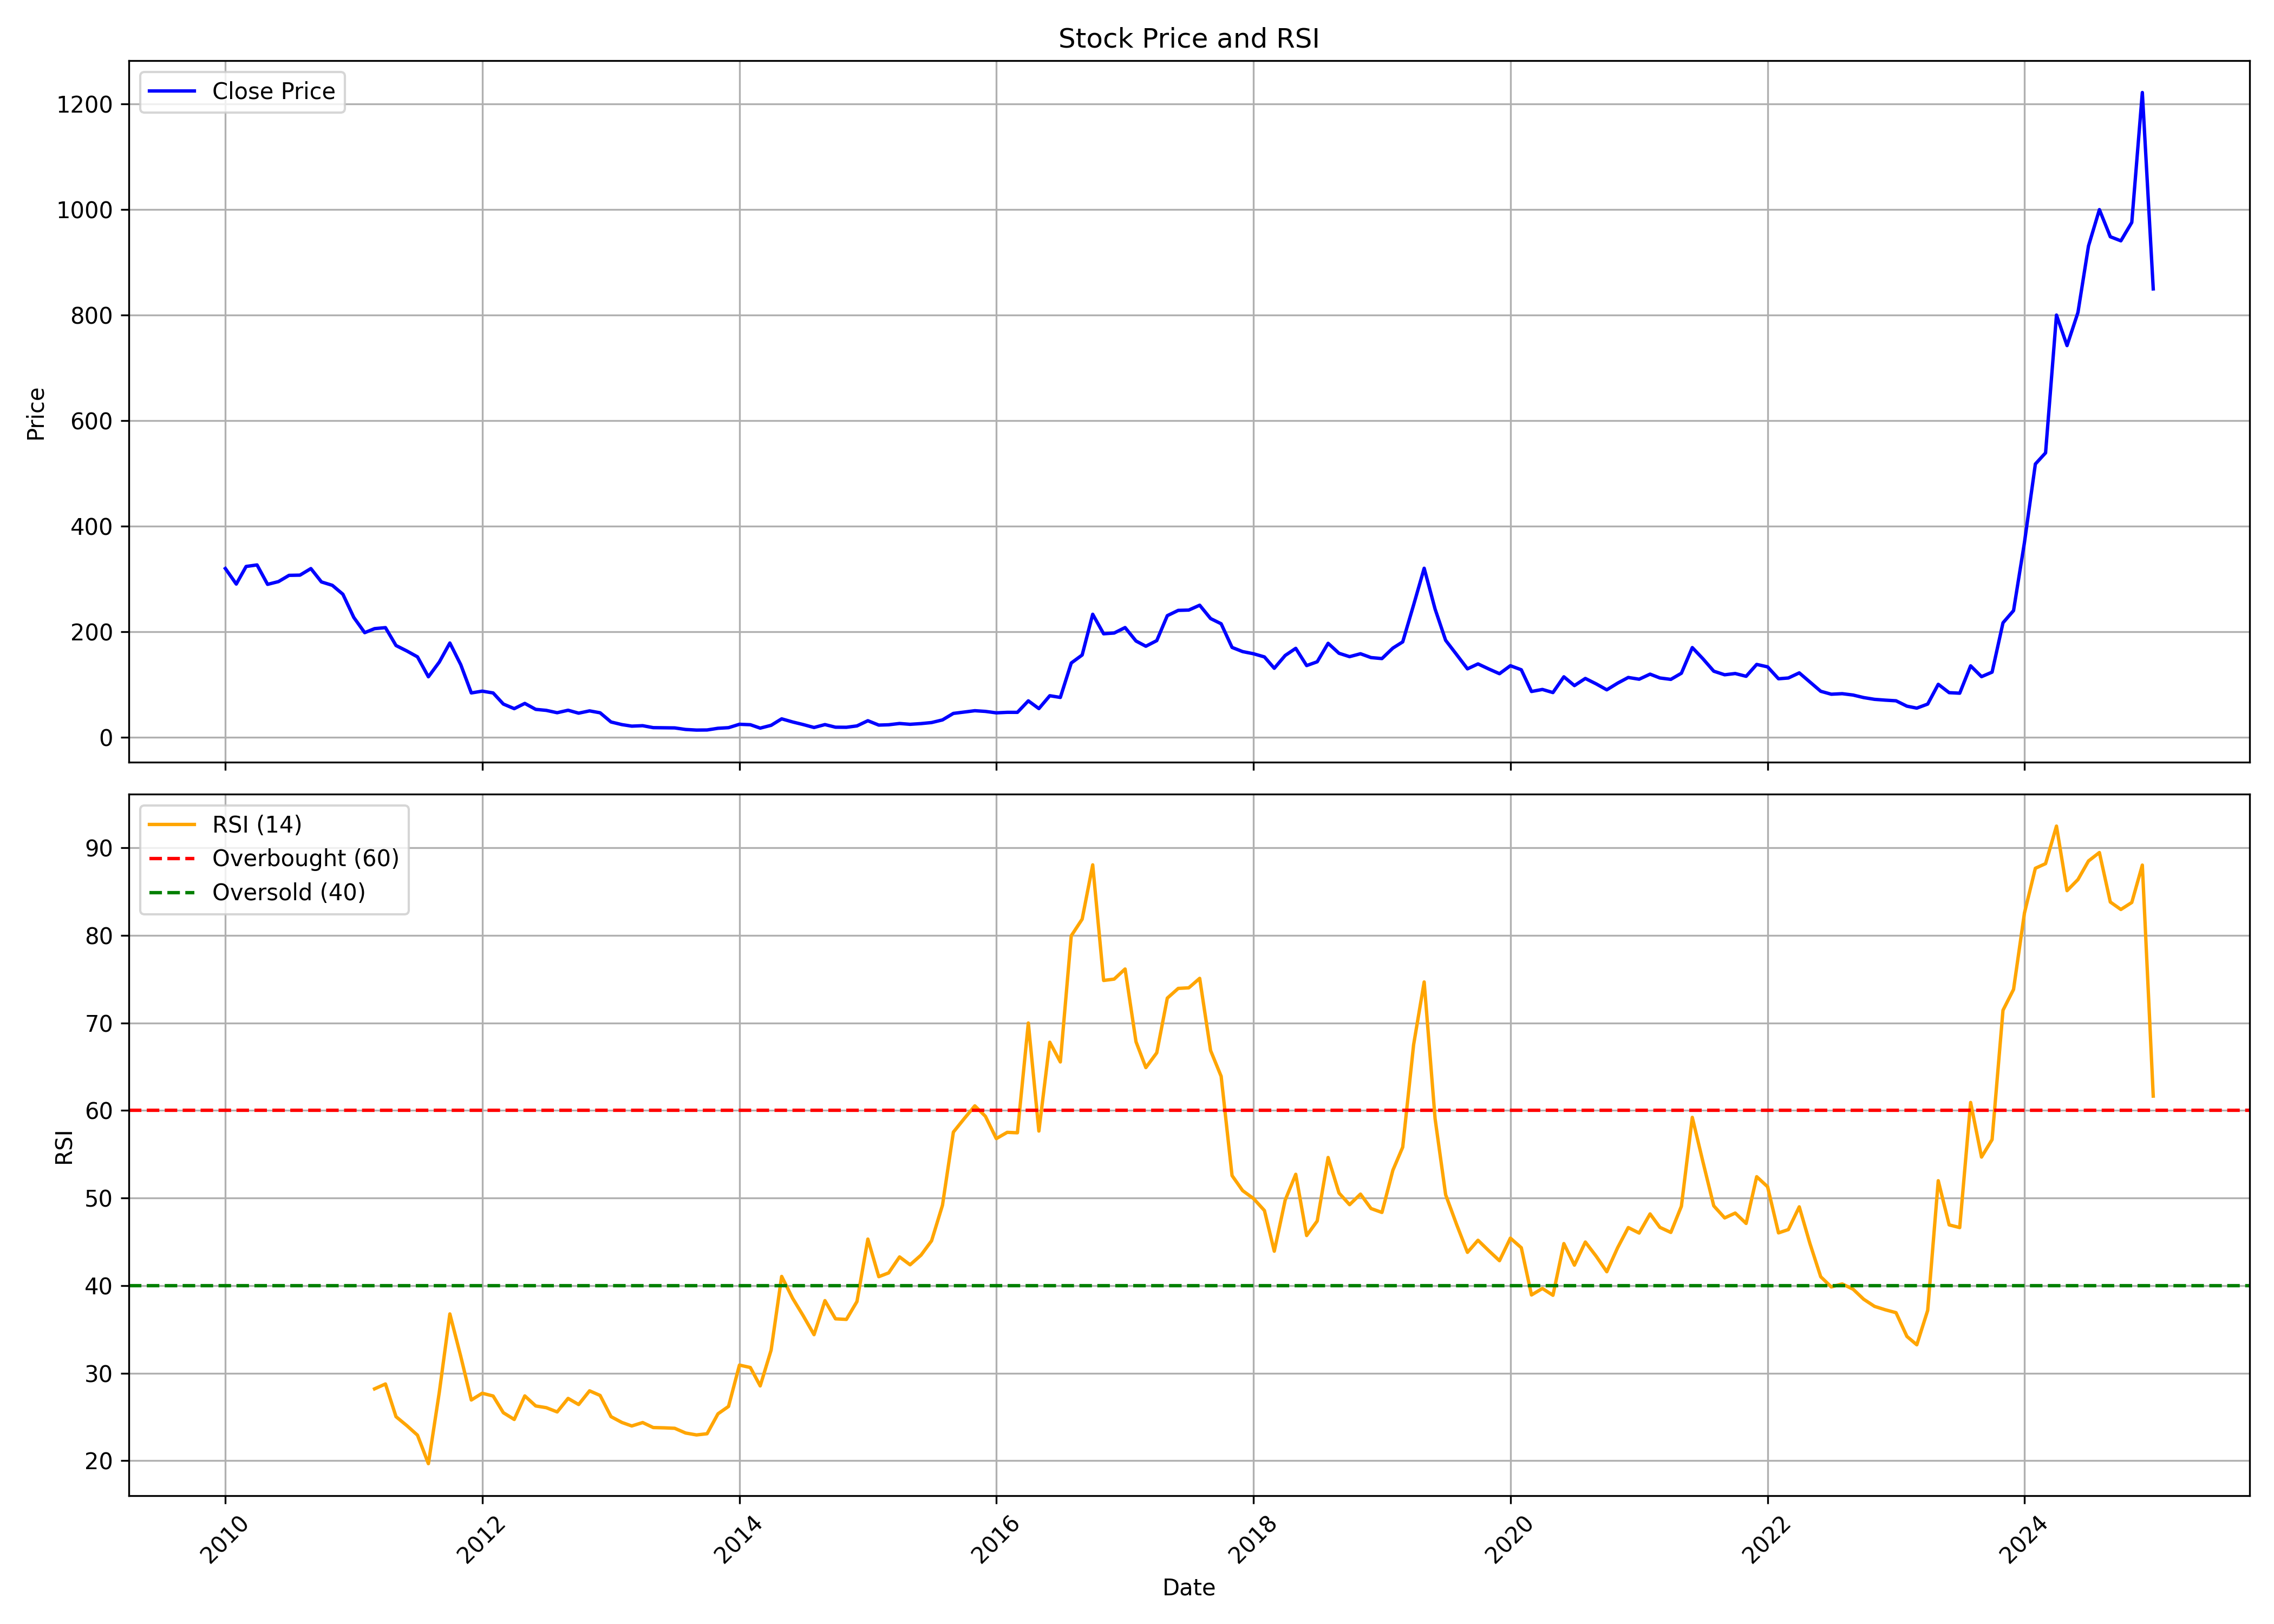 Stock Price and RSI
Close Price
1200
1000
800
600
400
200
0
Price
RSI (14)
Overbought (60)
Oversold (40)
90
80
70
60
50
40
30
20
RSI
2010
2012
2014
2016
2018
2020
2022
2024
Date